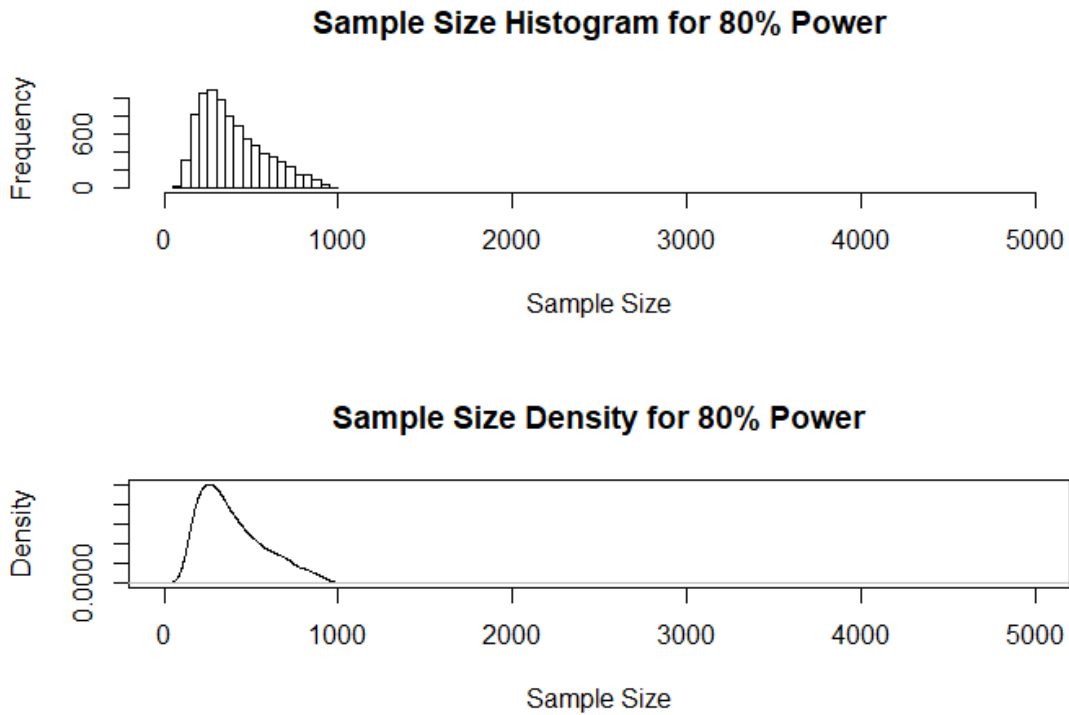 Sample Size Histogram for 80% Power
Frequency
600
0
0 1000 2000 3000 4000 5000
Sample Size
Sample Size Density for 80% Power
Density
0.0000
0 1000 2000 3000 4000 5000
Sample Size